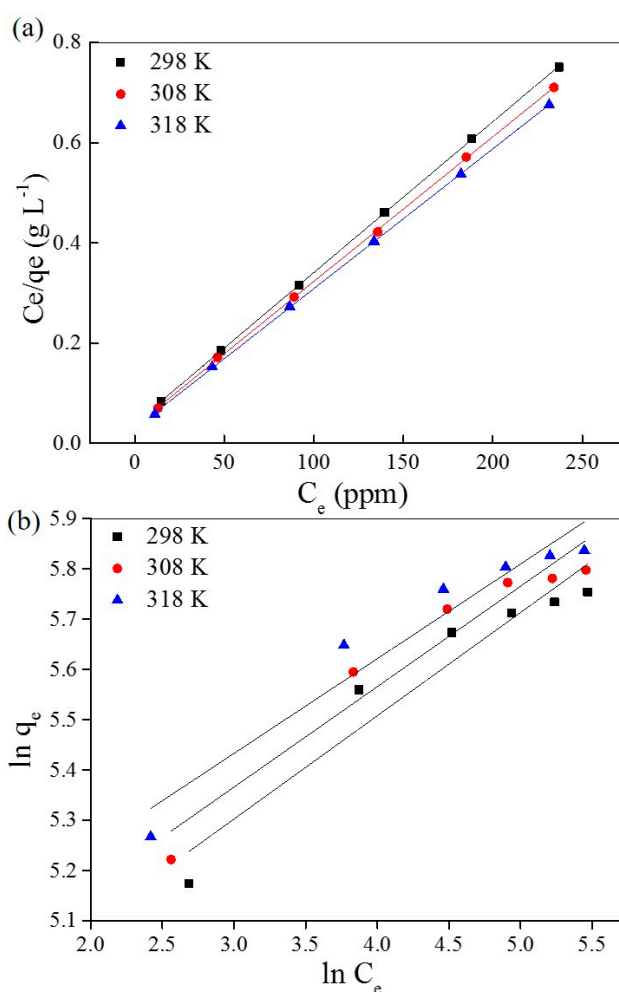 (a)
298 K
308 K
318 K
Ce/qe (g L⁻¹)
0.8
0.6
0.4
0.2
0.0
0 50 100 150 200 250
Cₑ (ppm)
(b)
298 K
308 K
318 K
ln qₑ
5.9
5.8
5.7
5.6
5.5
5.4
5.3
5.2
5.1
2.0 2.5 3.0 3.5 4.0 4.5 5.0 5.5
ln Cₑ